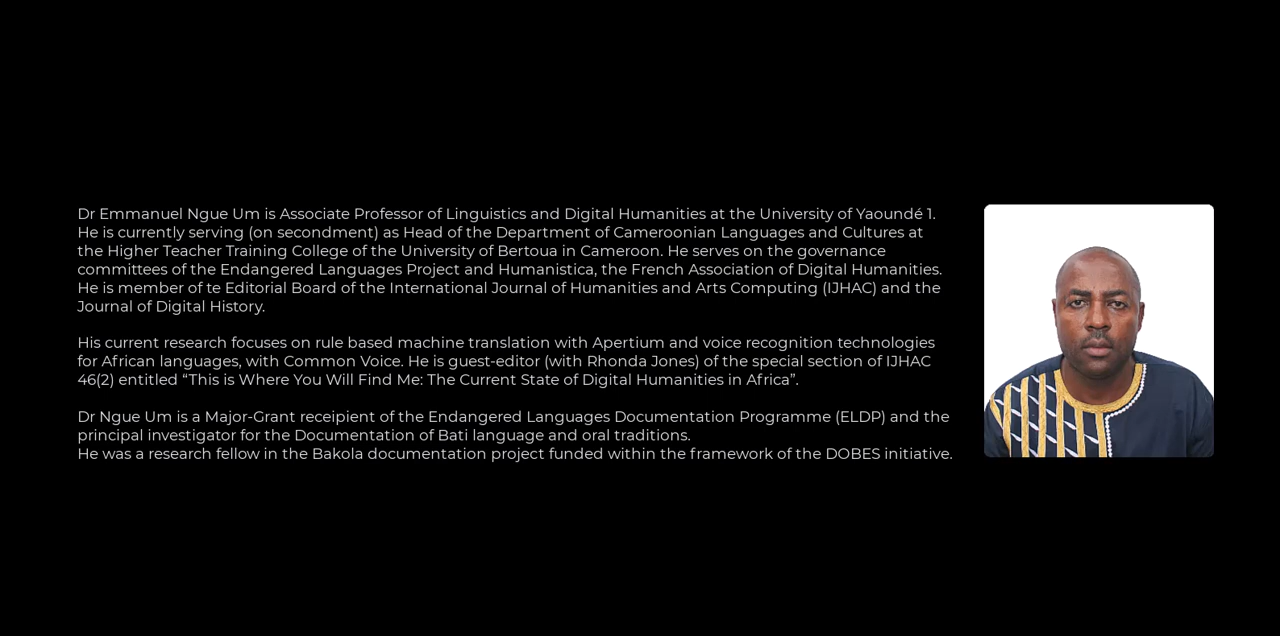 Dr Emmanuel Ngue Um is Associate Professor of Linguistics and Digital Humanities at the University of Yaoundé 1.
He is currently serving (on secondment) as Head of the Department of Cameroonian Languages and Cultures at
the Higher Teacher Training College of the University of Bertoua in Cameroon. He serves on the governance
committees of the Endangered Languages Project and Humanistica, the French Association of Digital Humanities.
He is member of te Editorial Board of the International Journal of Humanities and Arts Computing (IJHAC) and the
Journal of Digital History.
His current research focuses on rule based machine translation with Apertium and voice recognition technologies
for African languages, with Common Voice. He is guest-editor (with Rhonda Jones) of the special section of IJHAC
46(2) entitled “This is Where You Will Find Me: The Current State of Digital Humanities in Africa”.
Dr Ngue Um is a Major-Grant receipient of the Endangered Languages Documentation Programme (ELDP) and the
principal investigator for the Documentation of Bati language and oral traditions.
He was a research fellow in the Bakola documentation project funded within the framework of the DOBES initiative.